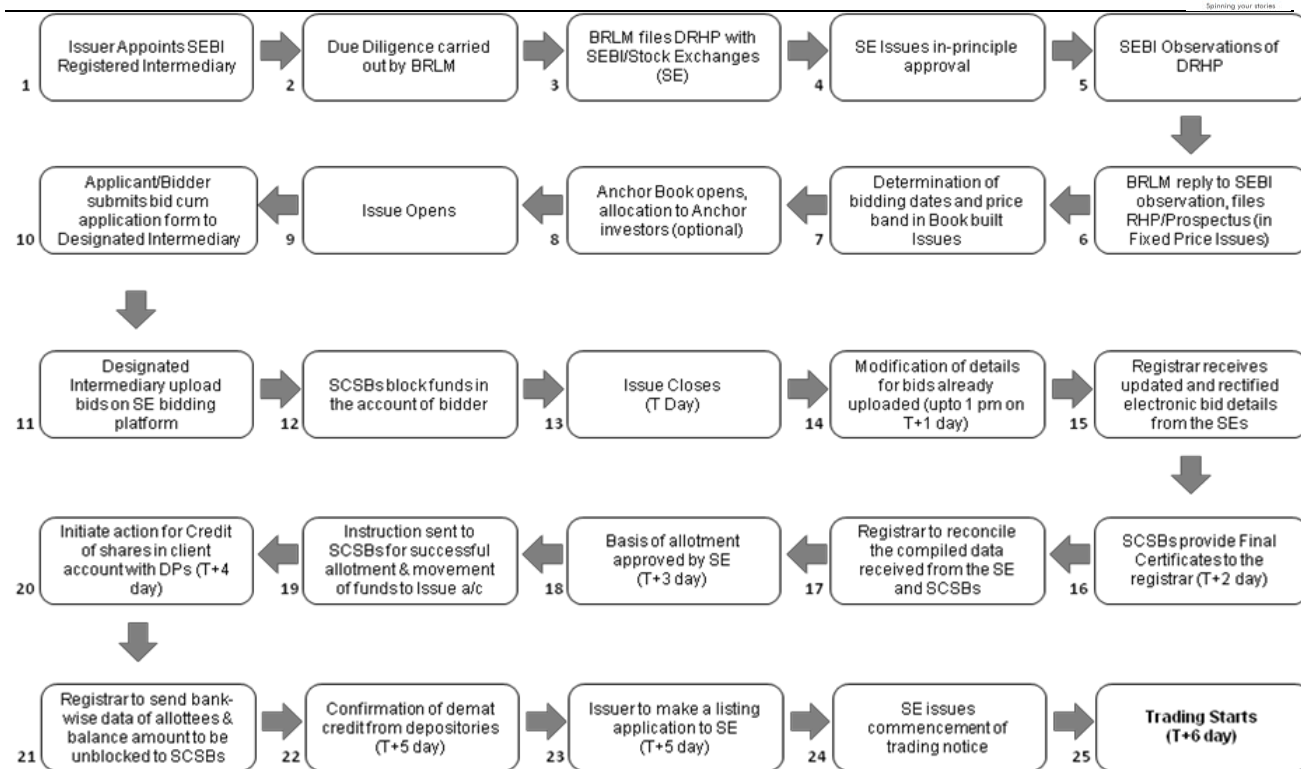 Spinning your stories
1
Issuer Appoints SEBI
Registered Intermediary
2
Due Diligence carried
out by BRLM
3
BRLM files DRHP with
SEBI/Stock Exchanges
(SE)
4
SE Issues in-principle
approval
5
SEBI Observations of
DRHP
6
BRLM reply to SEBI
observation, files
RHP/Prospectus (in
Fixed Price Issues)
7
Determination of
bidding dates and price
band in Book built
Issues
8
Anchor Book opens,
allocation to Anchor
investors (optional)
9
Issue Opens
10
Applicant/Bidder
submits bid cum
application form to
Designated Intermediary
11
Designated
Intermediary upload
bids on SE bidding
platform
12
SCSBs block funds in
the account of bidder
13
Issue Closes
(T Day)
14
Modification of details
for bids already
uploaded (upto 1 pm on
T+1 day)
15
Registrar receives
updated and rectified
electronic bid details
from the SEs
16
SCSBs provide Final
Certificates to the
registrar (T+2 day)
17
Registrar to reconcile
the compiled data
received from the SE
and SCSBs
18
Basis of allotment
approved by SE
(T+3 day)
19
Instruction sent to
SCSBs for successful
allotment & movement
of funds to Issue a/c
20
Initiate action for Credit
of shares in client
account with DPs (T+4
day)
21
Registrar to send bank-
wise data of allottees &
balance amount to be
unblocked to SCSBs
22
Confirmation of demat
credit from depositories
(T+5 day)
23
Issuer to make a listing
application to SE
(T+5 day)
24
SE issues
commencement of
trading notice
25
Trading Starts
(T+6 day)